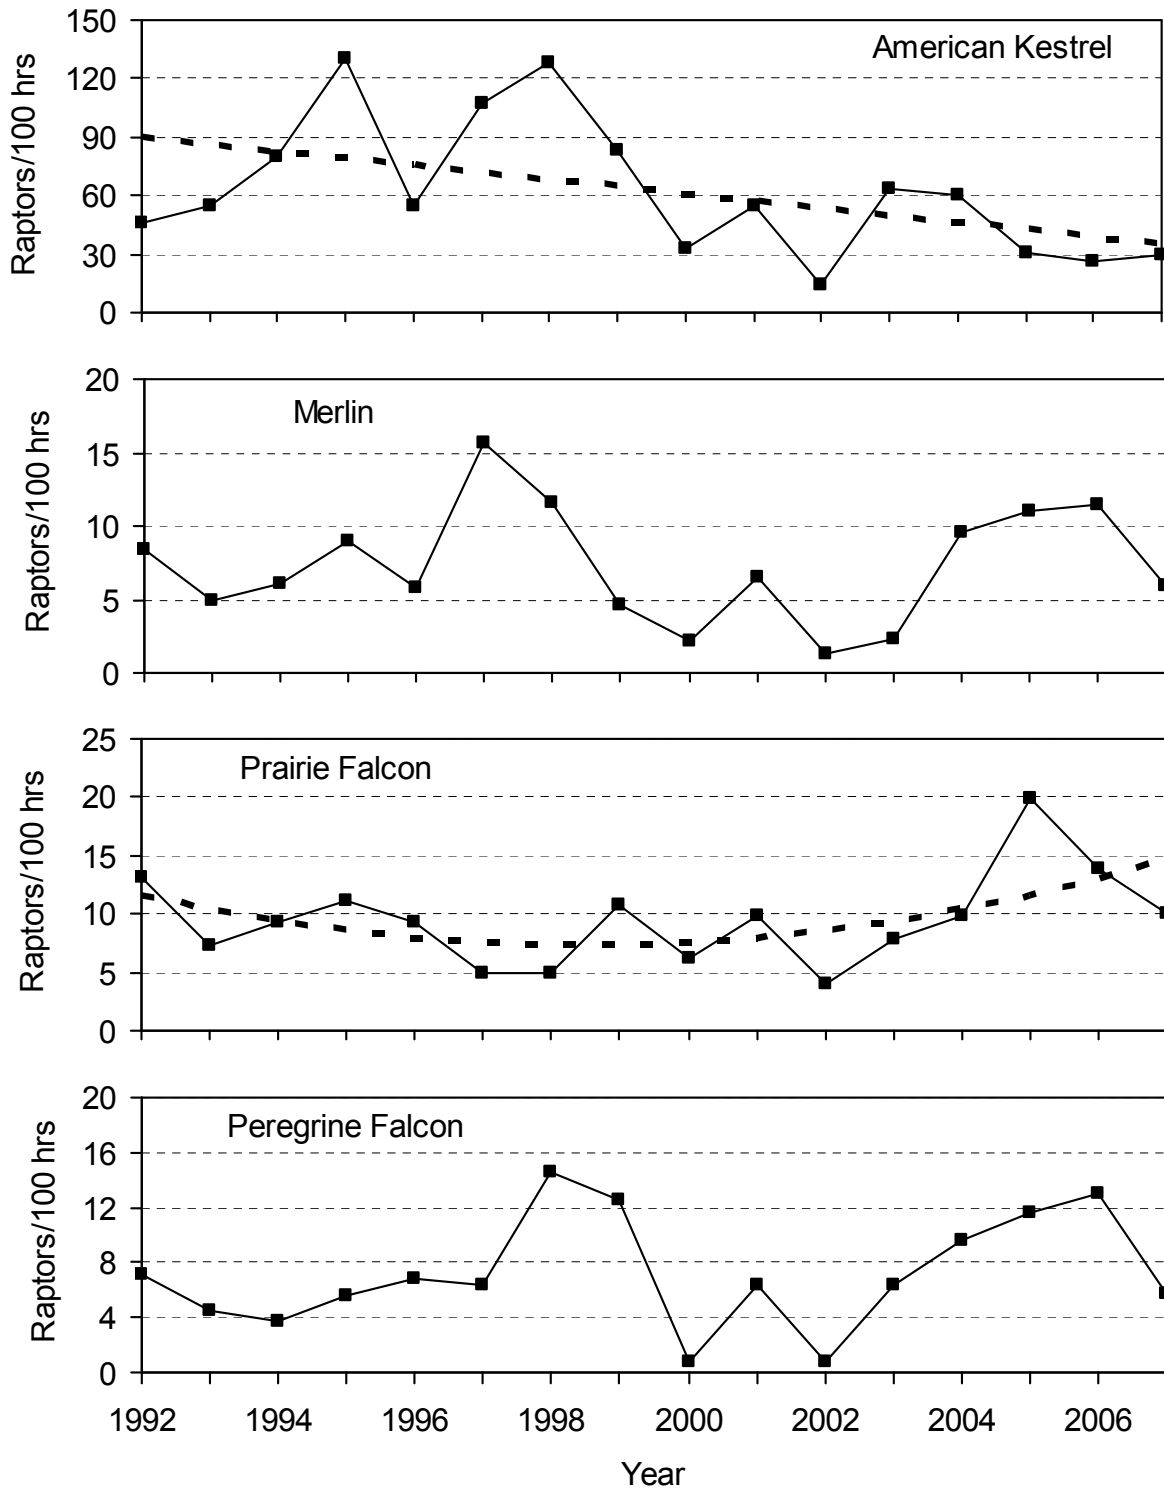 150
American Kestrel
120
90
60
30
0
Raptors/100 hrs
20
Merlin
15
10
5
0
Raptors/100 hrs
25
Prairie Falcon
20
15
10
5
0
Raptors/100 hrs
20
Peregrine Falcon
16
12
8
4
0
Raptors/100 hrs
1992 1994 1996 1998 2000 2002 2004 2006
Year